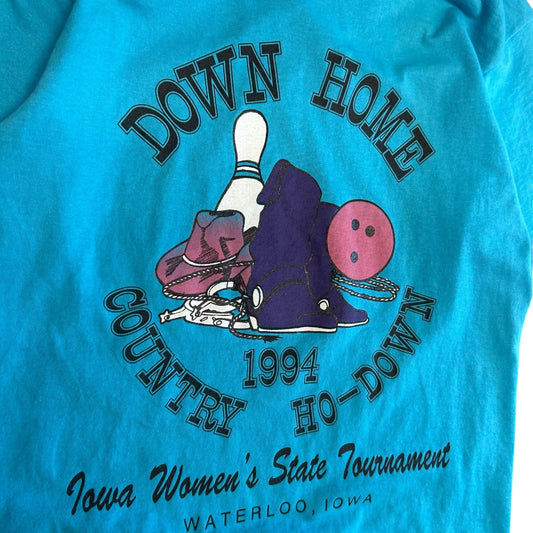 DOWN HOME
COUNTRY HO-DOWN
1994
Iowa Women's State Tournament
WATERLOO, IOWA